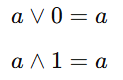 a ∨ 0 = a
a ∧ 1 = a